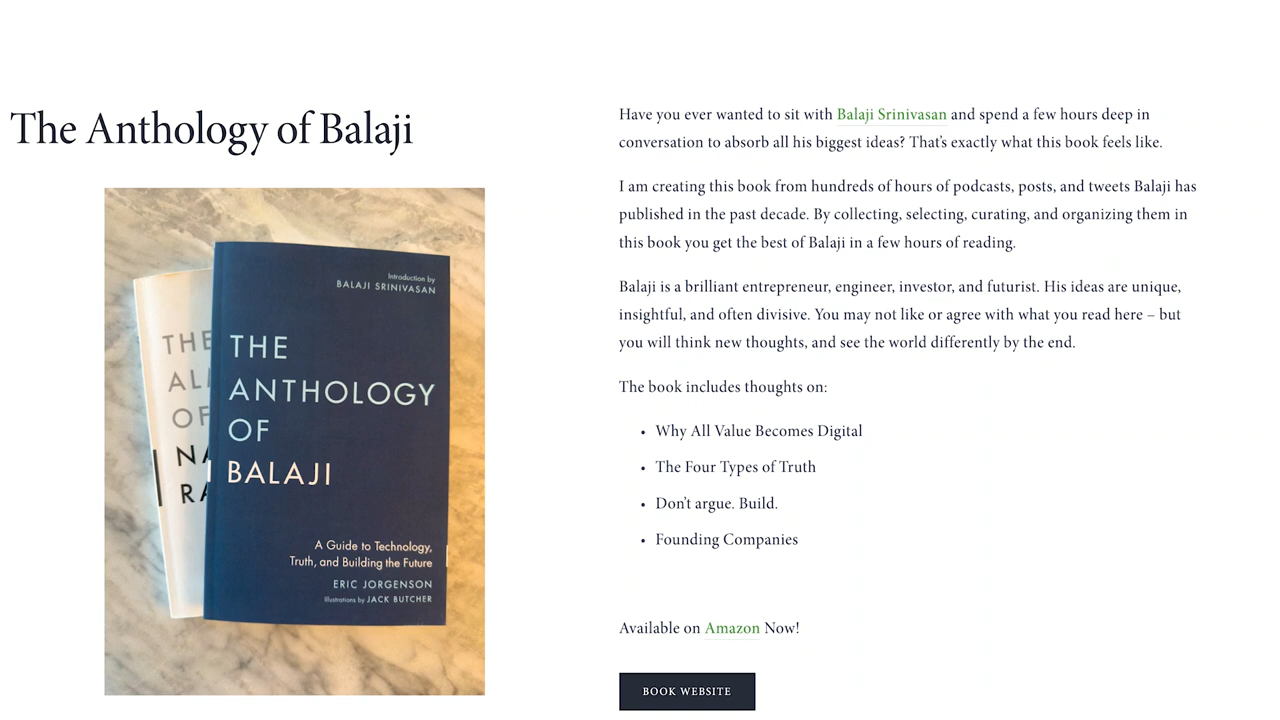 The Anthology of Balaji
Introduction by
BALAJI SRINIVASAN
THE
ANTHOLOGY
OF
BALAJI
A Guide to Technology,
Truth, and Building the Future
ERIC JORGENSON
Illustrations by JACK BUTCHER
THE
OF
Have you ever wanted to sit with Balaji Srinivasan and spend a few hours deep in
conversation to absorb all his biggest ideas? That's exactly what this book feels like.
I am creating this book from hundreds of hours of podcasts, posts, and tweets Balaji has
published in the past decade. By collecting, selecting, curating, and organizing them in
this book you get the best of Balaji in a few hours of reading.
Balaji is a brilliant entrepreneur, engineer, investor, and futurist. His ideas are unique,
insightful, and often divisive. You may not like or agree with what you read here – but
you will think new thoughts, and see the world differently by the end.
The book includes thoughts on:
• Why All Value Becomes Digital
• The Four Types of Truth
• Don't argue. Build.
• Founding Companies
Available on Amazon Now!
BOOK WEBSITE